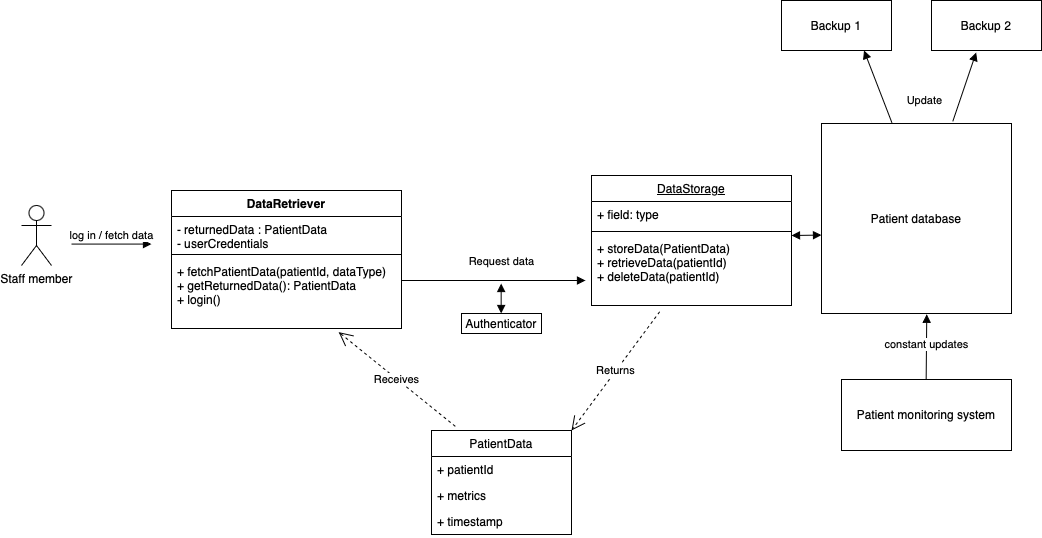 Backup 1
Backup 2
Update
Patient database
DataStorage
+ field: type
+ storeData(PatientData)
+ retrieveData(patientId)
+ deleteData(patientId)
DataRetriever
- returnedData : PatientData
- userCredentials
+ fetchPatientData(patientId, dataType)
+ getReturnedData(): PatientData
+ login()
log in / fetch data
Staff member
Request data
Authenticator
constant updates
Patient monitoring system
Receives
Returns
PatientData
+ patientId
+ metrics
+ timestamp